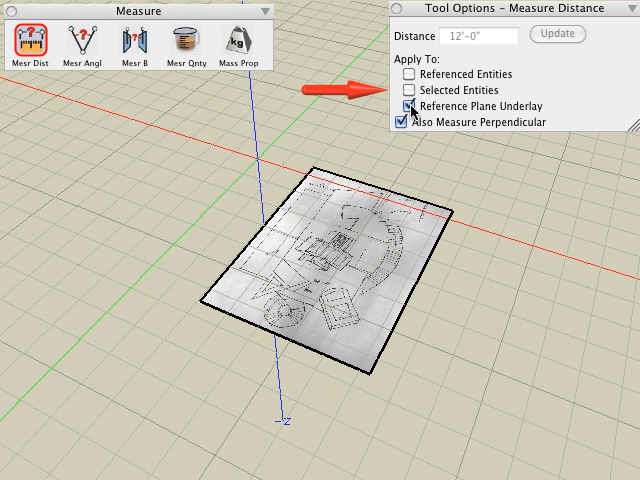 Measure
Mesr Dist
Mesr Angl
Mesr B
Mesr Qnty
Mass Prop
kg
Tool Options - Measure Distance
Distance 12'-0" Update
Apply To:
Referenced Entities
Selected Entities
Reference Plane Underlay
Also Measure Perpendicular
-Z